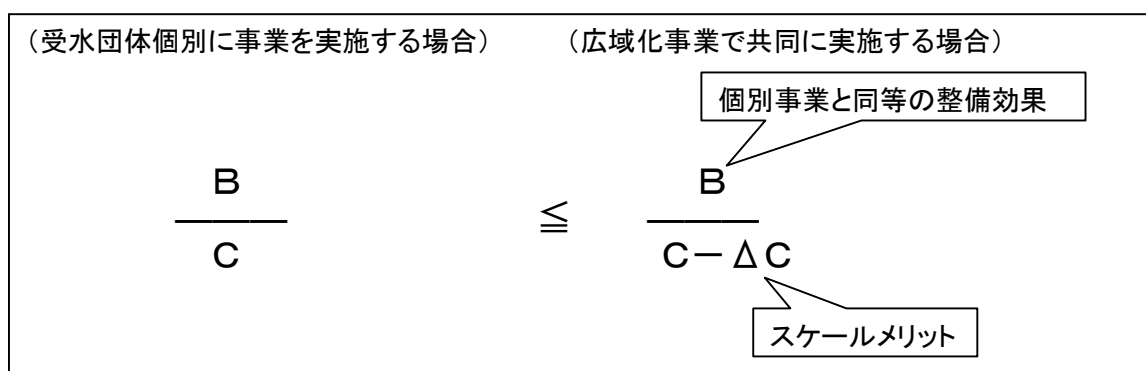 （受水団体個別に事業を実施する場合）　（広域化事業で共同に実施する場合）
個別事業と同等の整備効果
Ｂ　　Ｂ
≦
Ｃ　　Ｃ－ΔＣ
スケールメリット